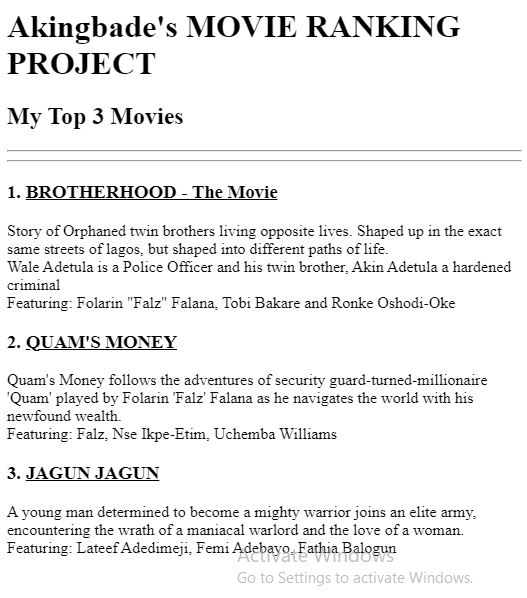 Akingbade's MOVIE RANKING
PROJECT
My Top 3 Movies
1. BROTHERHOOD - The Movie
Story of Orphaned twin brothers living opposite lives. Shaped up in the exact
same streets of lagos, but shaped into different paths of life.
Wale Adetula is a Police Officer and his twin brother, Akin Adetula a hardened
criminal
Featuring: Folarin "Falz" Falana, Tobi Bakare and Ronke Oshodi-Oke
2. QUAM'S MONEY
Quam's Money follows the adventures of security guard-turned-millionaire
'Quam' played by Folarin 'Falz' Falana as he navigates the world with his
newfound wealth.
Featuring: Falz, Nse Ikpe-Etim, Uchemba Williams
3. JAGUN JAGUN
A young man determined to become a mighty warrior joins an elite army,
encountering the wrath of a maniacal warlord and the love of a woman.
Featuring: Lateef Adedimeji, Femi Adebayo, Fathia Balogun
Activate Windows
Go to Settings to activate Windows.